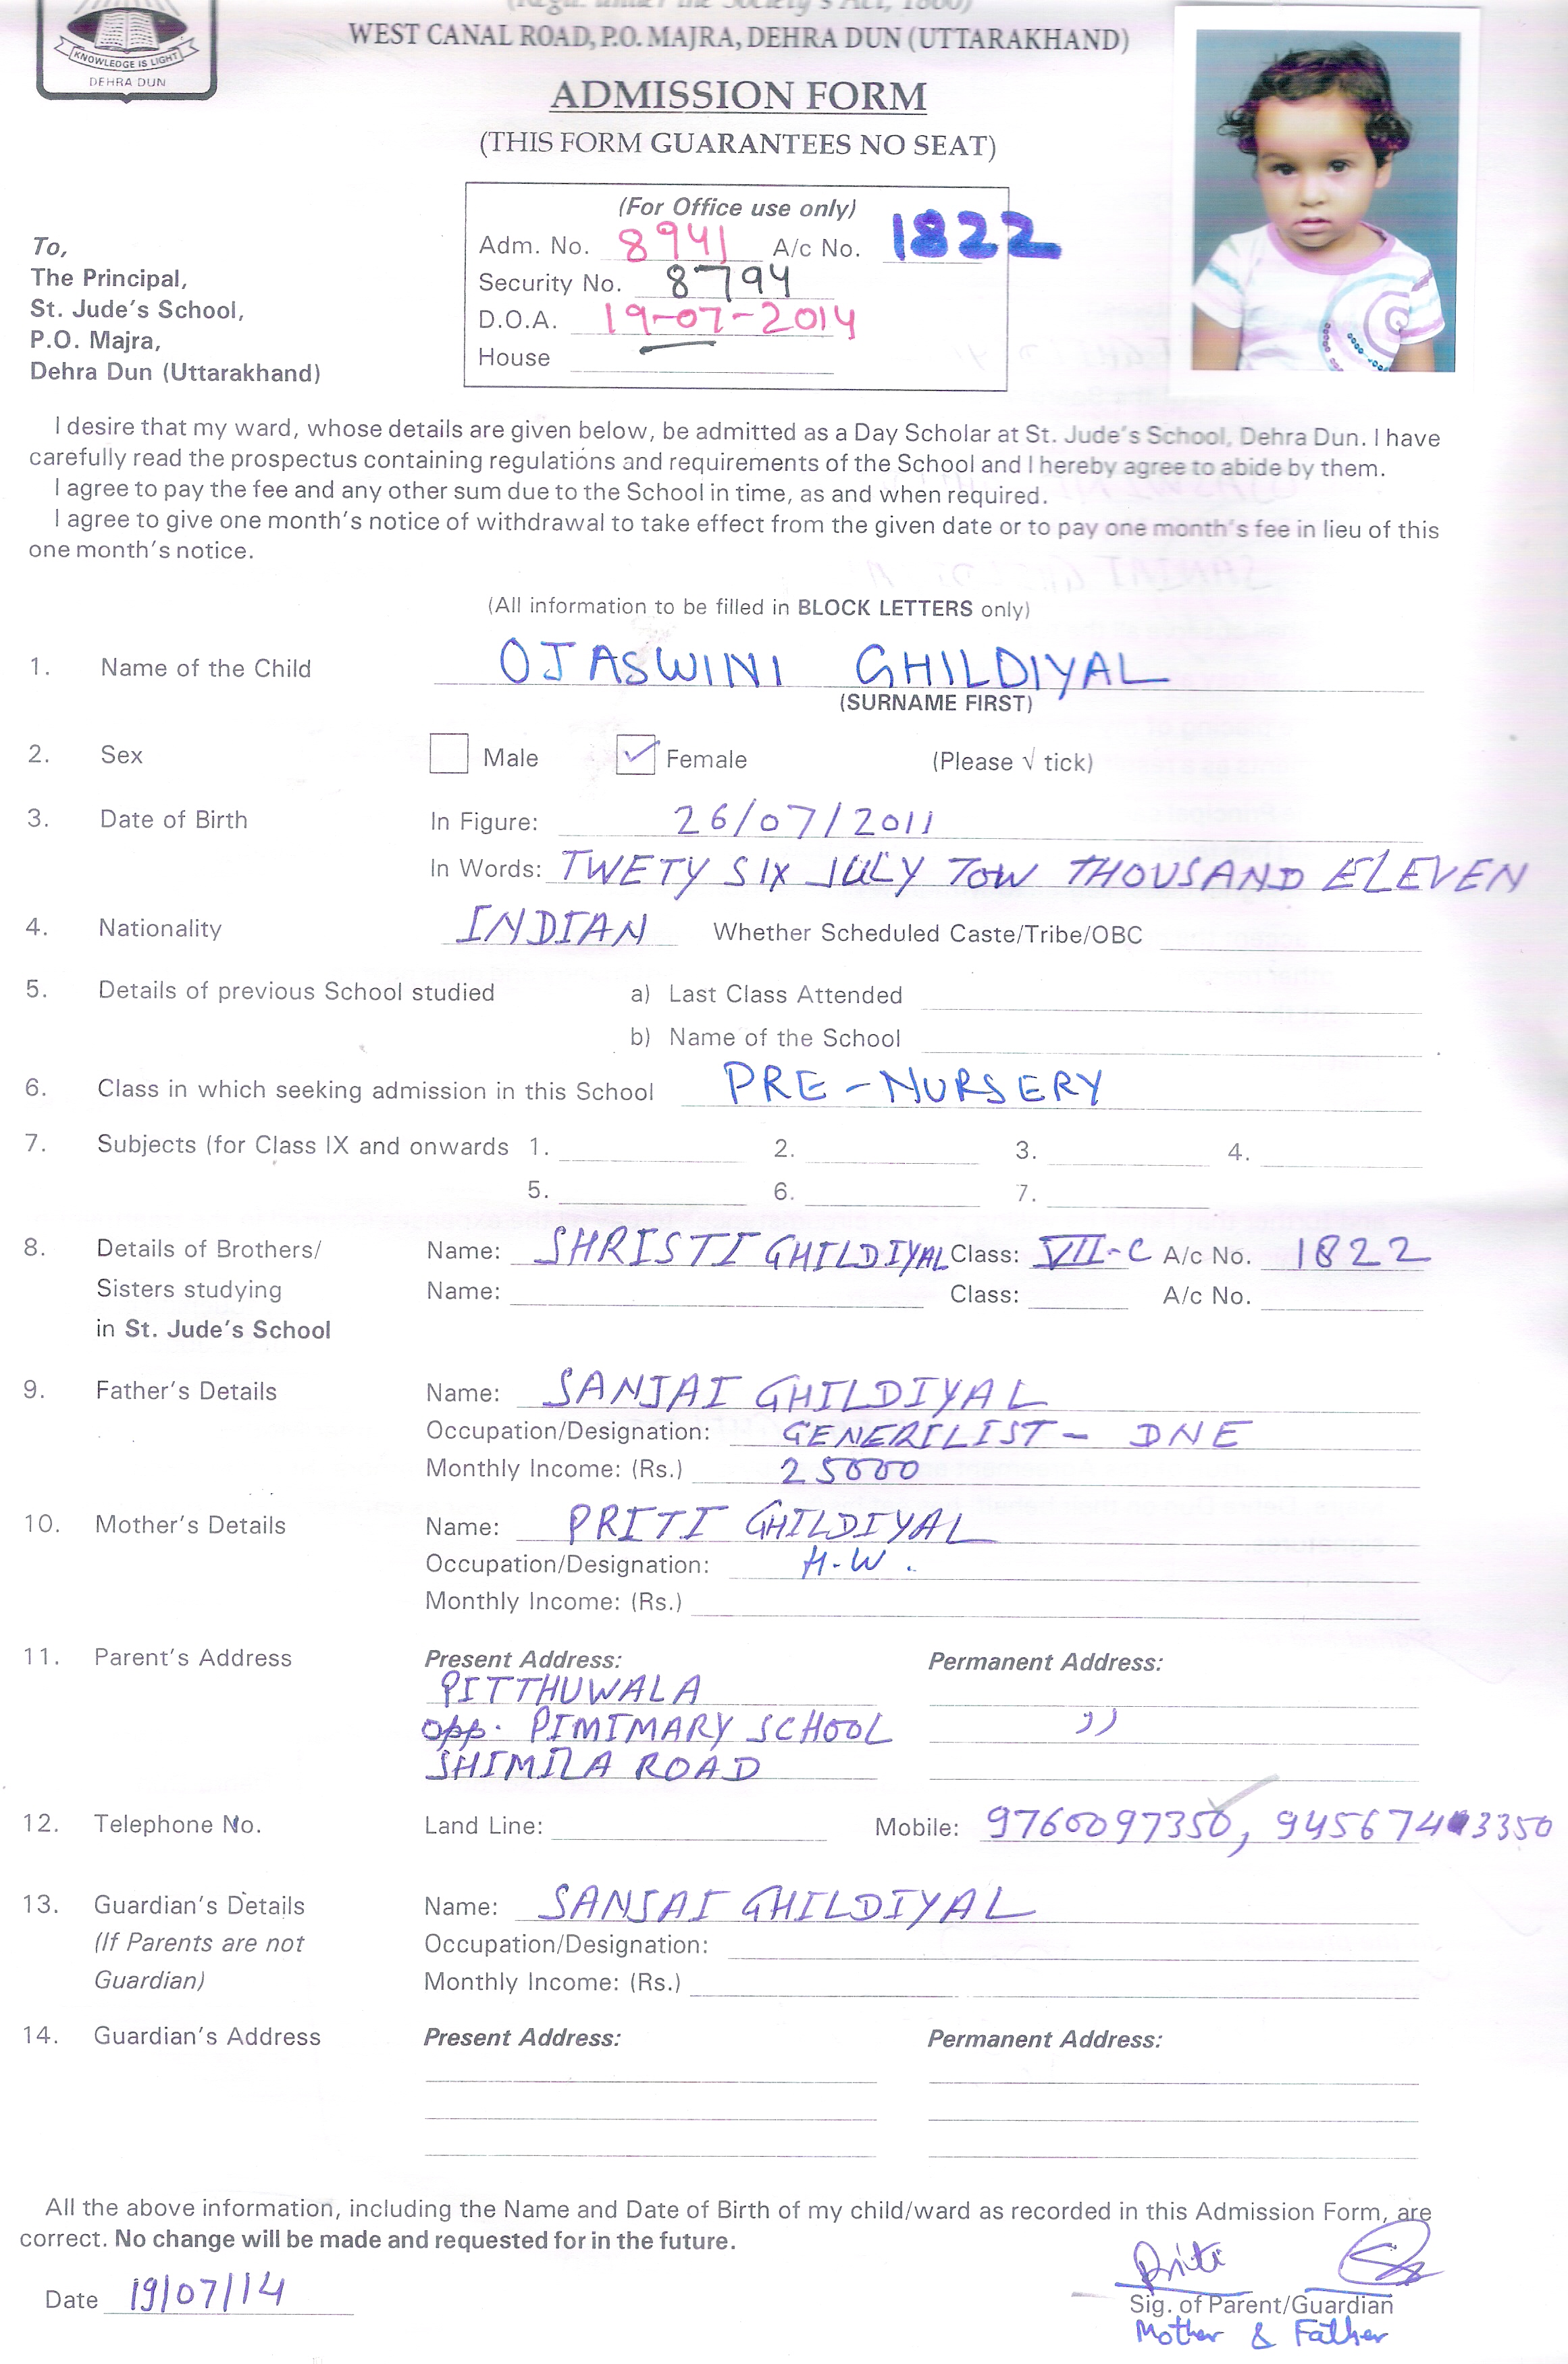 (Regd. under the Society's Act, 1860)
WEST CANAL ROAD, P.O. MAJRA, DEHRA DUN (UTTARAKHAND)
KNOWLEDGE IS LIGHT
DEHRA DUN
ADMISSION FORM
(THIS FORM GUARANTEES NO SEAT)
(For Office use only)
Adm. No. 8941 A/c No. 1822
Security No. 8794
D.O.A. 19-07-2014
House
To,
The Principal,
St. Jude's School,
P.O. Majra,
Dehra Dun (Uttarakhand)
I desire that my ward, whose details are given below, be admitted as a Day Scholar at St. Jude's School, Dehra Dun. I have
carefully read the prospectus containing regulations and requirements of the School and I hereby agree to abide by them.
I agree to pay the fee and any other sum due to the School in time, as and when required.
I agree to give one month's notice of withdrawal to take effect from the given date or to pay one month's fee in lieu of this
one month's notice.
(All information to be filled in BLOCK LETTERS only)
1. Name of the Child OJASWINI GHILDIYAL
(SURNAME FIRST)
2. Sex Male ✓ Female (Please √ tick)
3. Date of Birth In Figure: 26/07/2011
In Words: TWETY SIX JULY TOW THOUSAND ELEVEN
4. Nationality INDIAN Whether Scheduled Caste/Tribe/OBC
5. Details of previous School studied a) Last Class Attended
b) Name of the School
6. Class in which seeking admission in this School PRE-NURSERY
7. Subjects (for Class IX and onwards 1. 2. 3. 4.
5. 6. 7.
8. Details of Brothers/ Name: SHRISTI GHILDIYAL Class: VII-C A/c No. 1822
Sisters studying Name: Class: A/c No.
in St. Jude's School
9. Father's Details Name: SANJAI GHILDIYAL
Occupation/Designation: GENERILIST - DNE
Monthly Income: (Rs.) 25000
10. Mother's Details Name: PRITI GHILDIYAL
Occupation/Designation: H.W.
Monthly Income: (Rs.)
11. Parent's Address Present Address: Permanent Address:
PITTHUWALA
opp. PIMIMARY SCHOOL ,,
SHIMLA ROAD
12. Telephone No. Land Line: Mobile: 9760097350, 9456743350
13. Guardian's Details Name: SANJAI GHILDIYAL
(If Parents are not Occupation/Designation:
Guardian) Monthly Income: (Rs.)
14. Guardian's Address Present Address: Permanent Address:
All the above information, including the Name and Date of Birth of my child/ward as recorded in this Admission Form, are
correct. No change will be made and requested for in the future.
Priti
Date 19/07/14
Sig. of Parent/Guardian
Mother & Father